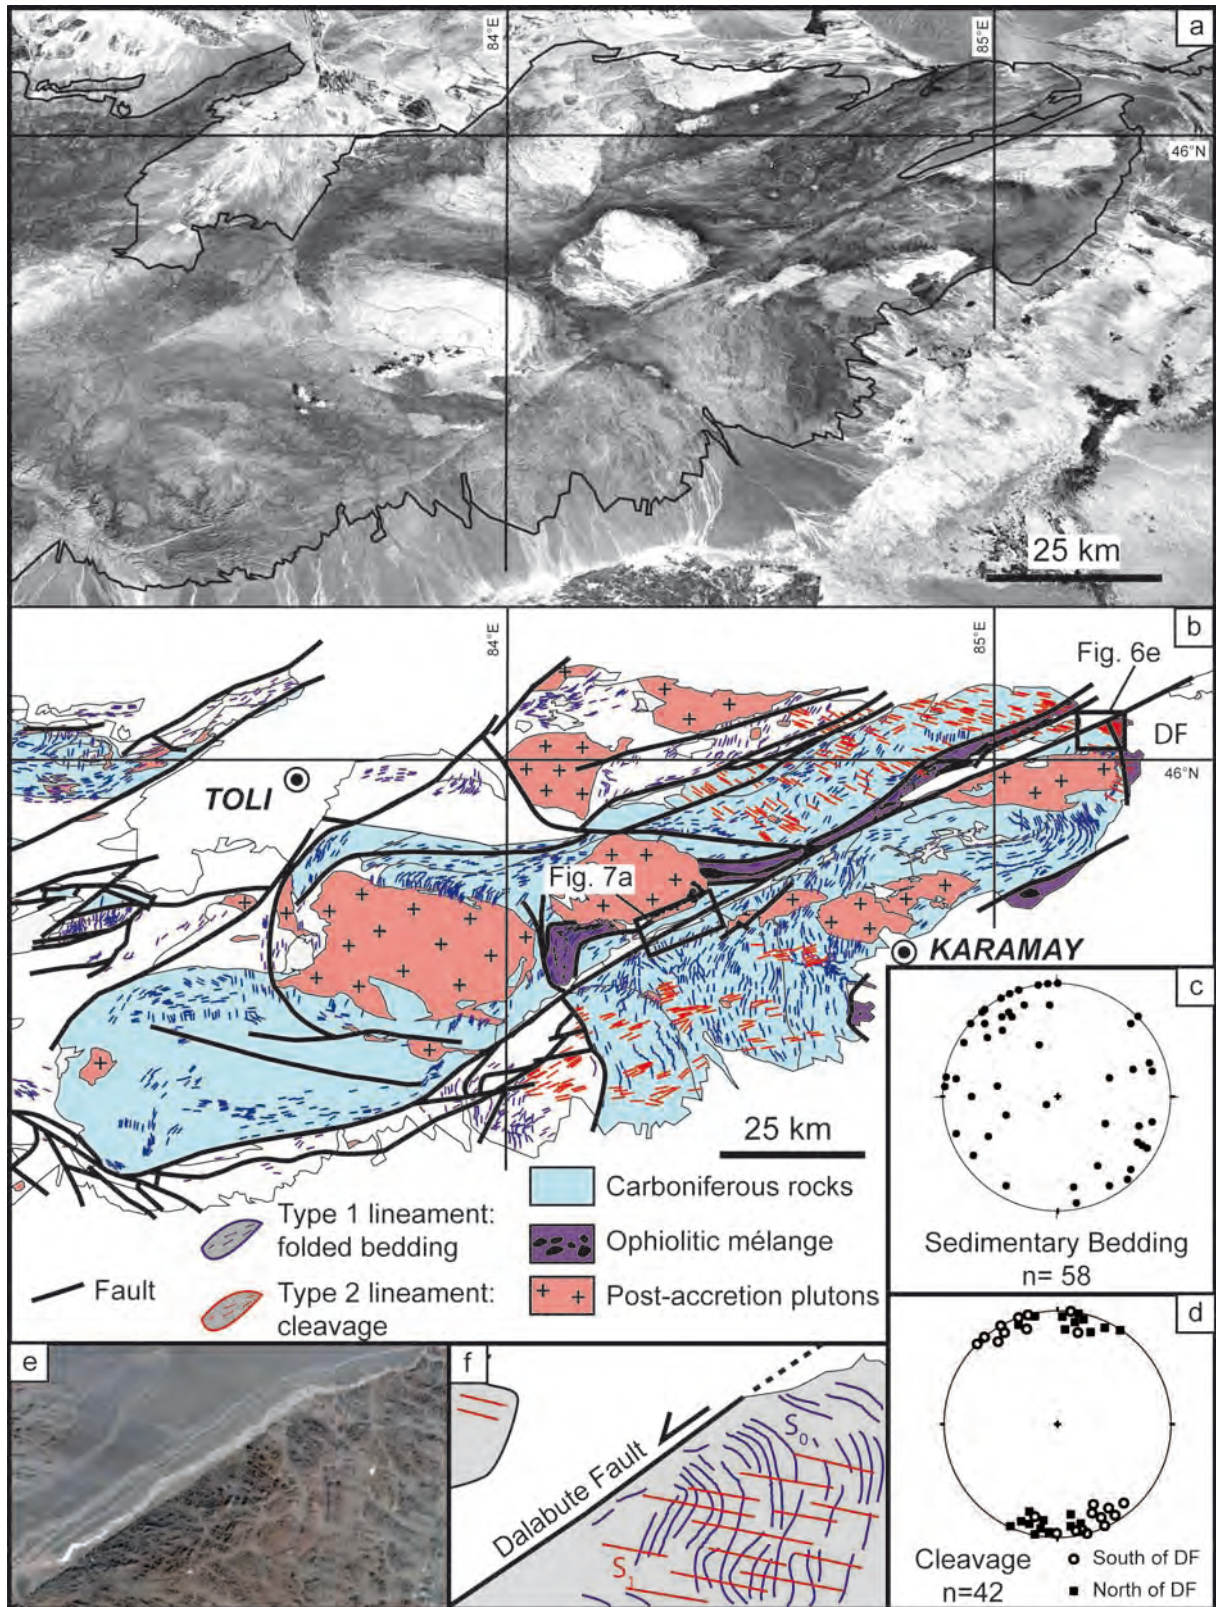 a
84°E
85°E
46°N
25 km
b
84°E
85°E
Fig. 6e
DF
46°N
TOLI
Fig. 7a
KARAMAY
25 km
Type 1 lineament:
folded bedding
Fault
Type 2 lineament:
cleavage
Carboniferous rocks
Ophiolitic mélange
Post-accretion plutons
c
Sedimentary Bedding
n= 58
d
Cleavage
n=42
South of DF
North of DF
e
f
Dalabute Fault
S0
S1